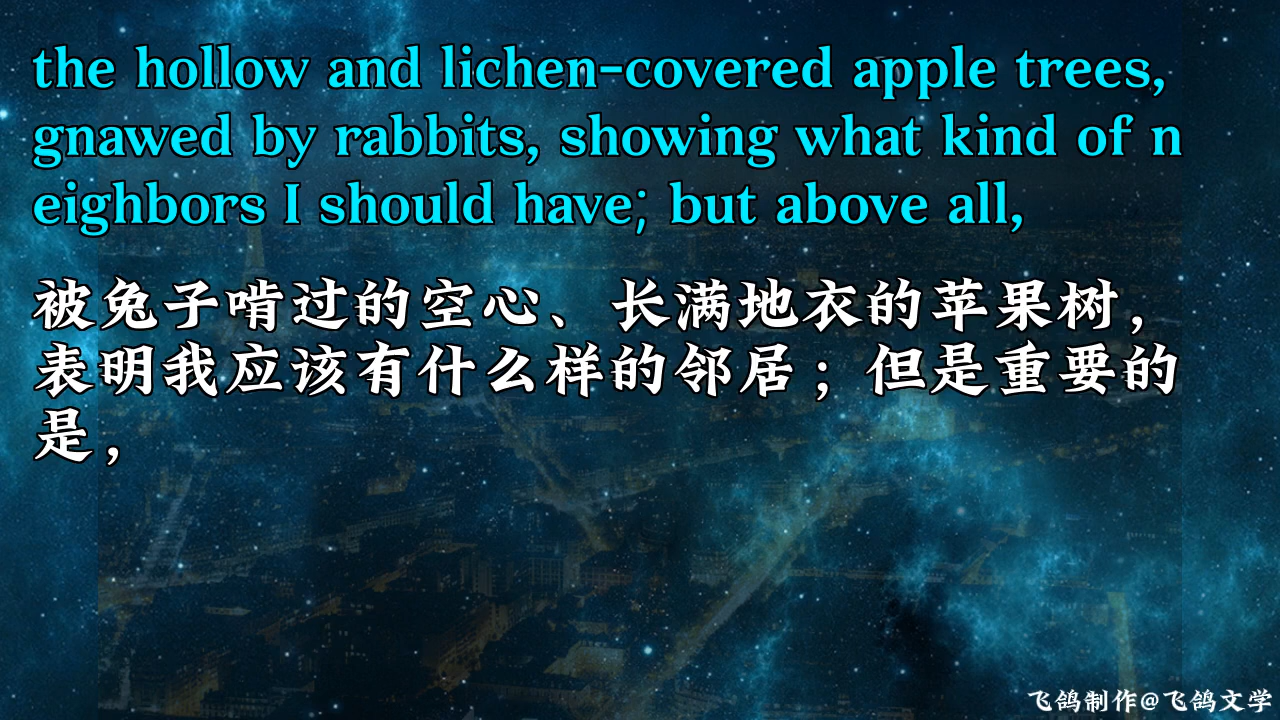 the hollow and lichen-covered apple trees,
gnawed by rabbits, showing what kind of n
eighbors I should have; but above all,
被兔子啃过的空心、长满地衣的苹果树，
表明我应该有什么样的邻居；但是重要的
是，
飞鸽制作@飞鸽文学